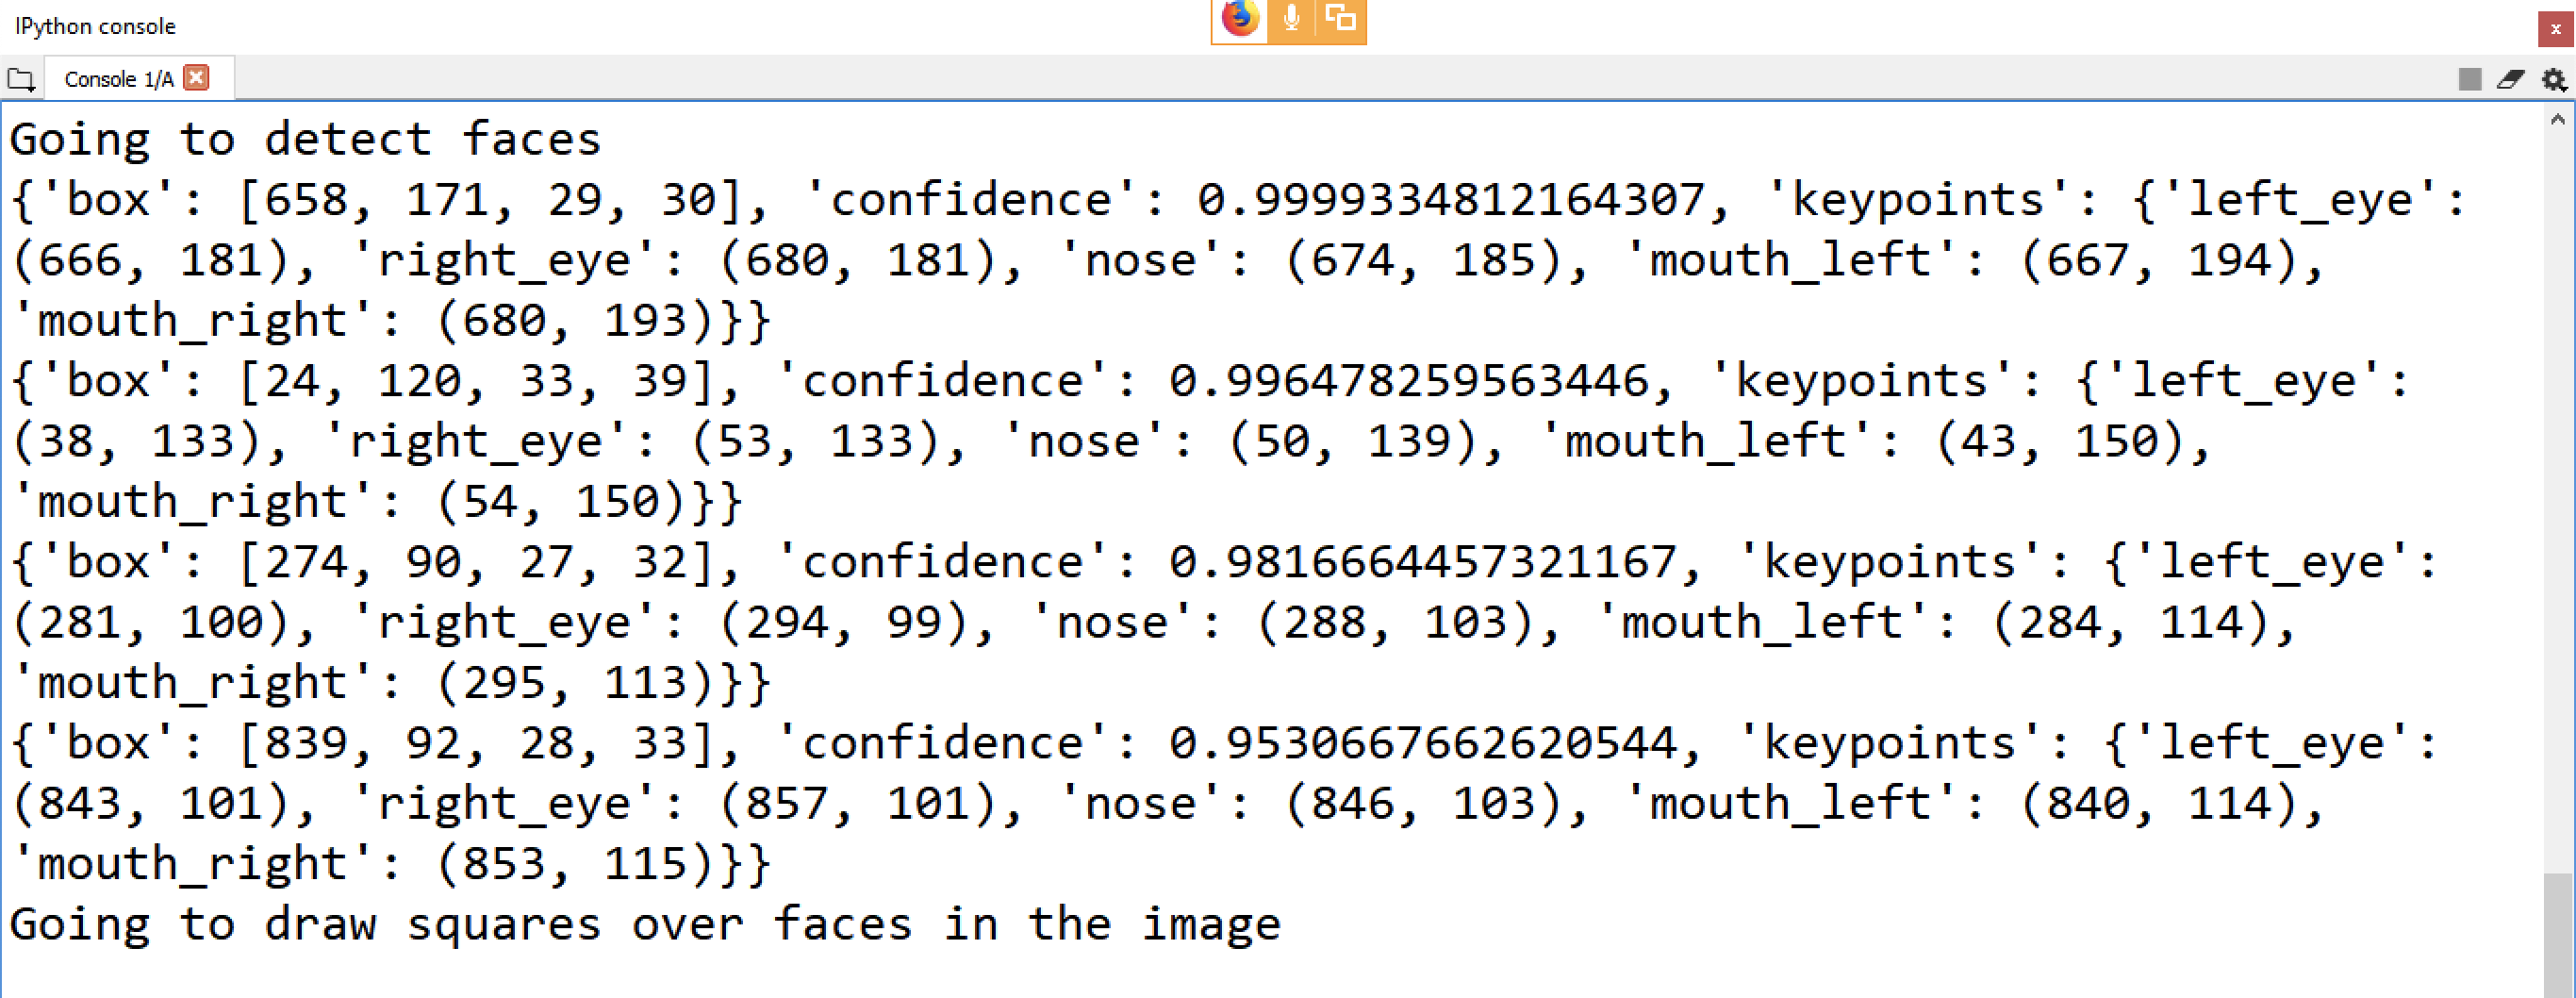 IPython console
x
Console 1/A
Going to detect faces
{'box': [658, 171, 29, 30], 'confidence': 0.9999334812164307, 'keypoints': {'left_eye':
(666, 181), 'right_eye': (680, 181), 'nose': (674, 185), 'mouth_left': (667, 194),
'mouth_right': (680, 193)}}
{'box': [24, 120, 33, 39], 'confidence': 0.996478259563446, 'keypoints': {'left_eye':
(38, 133), 'right_eye': (53, 133), 'nose': (50, 139), 'mouth_left': (43, 150),
'mouth_right': (54, 150)}}
{'box': [274, 90, 27, 32], 'confidence': 0.9816664457321167, 'keypoints': {'left_eye':
(281, 100), 'right_eye': (294, 99), 'nose': (288, 103), 'mouth_left': (284, 114),
'mouth_right': (295, 113)}}
{'box': [839, 92, 28, 33], 'confidence': 0.9530667662620544, 'keypoints': {'left_eye':
(843, 101), 'right_eye': (857, 101), 'nose': (846, 103), 'mouth_left': (840, 114),
'mouth_right': (853, 115)}}
Going to draw squares over faces in the image